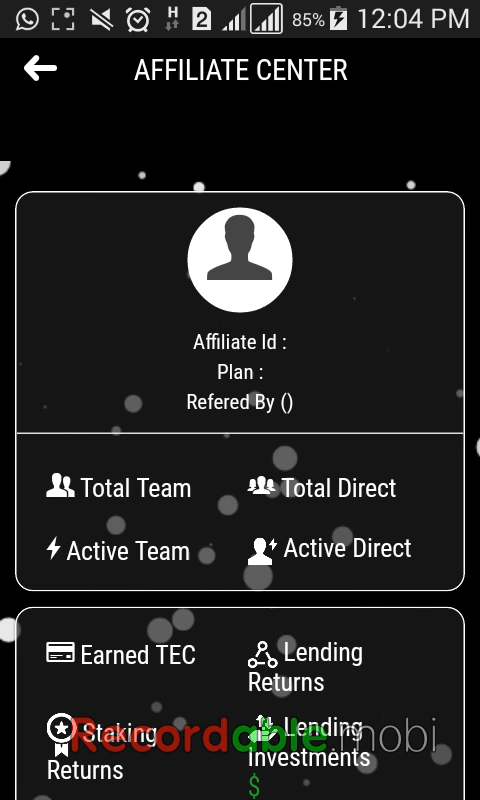 H 2 85% 12:04 PM
AFFILIATE CENTER
Affiliate Id :
Plan :
Refered By ()
Total Team
Total Direct
Active Team
Active Direct
Earned TEC
Lending
Returns
Staking
Returns
Lending
Investments
$
Recordable.mobi